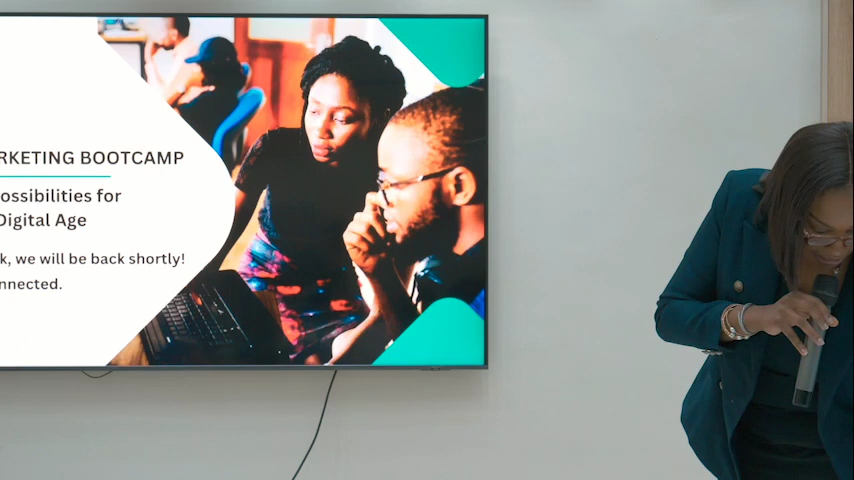 RKETING BOOTCAMP
ossibilities for
Digital Age
k, we will be back shortly!
nnected.